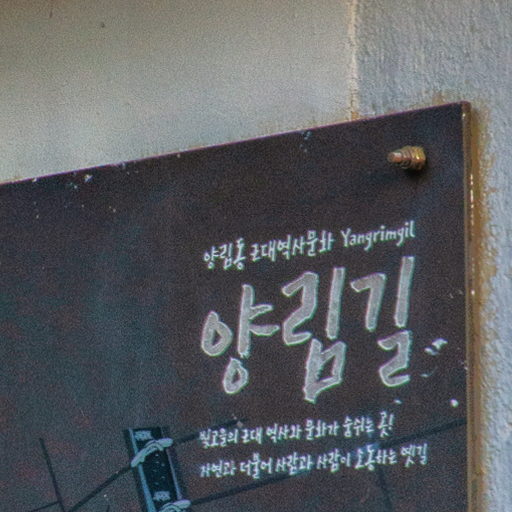 양림동 근대역사문화 Yangrimgil
양림길
빛고을의 근대 역사와 문화가 숨쉬는 곳!
자연과 더불어 사람과 사람이 소통하는 옛길